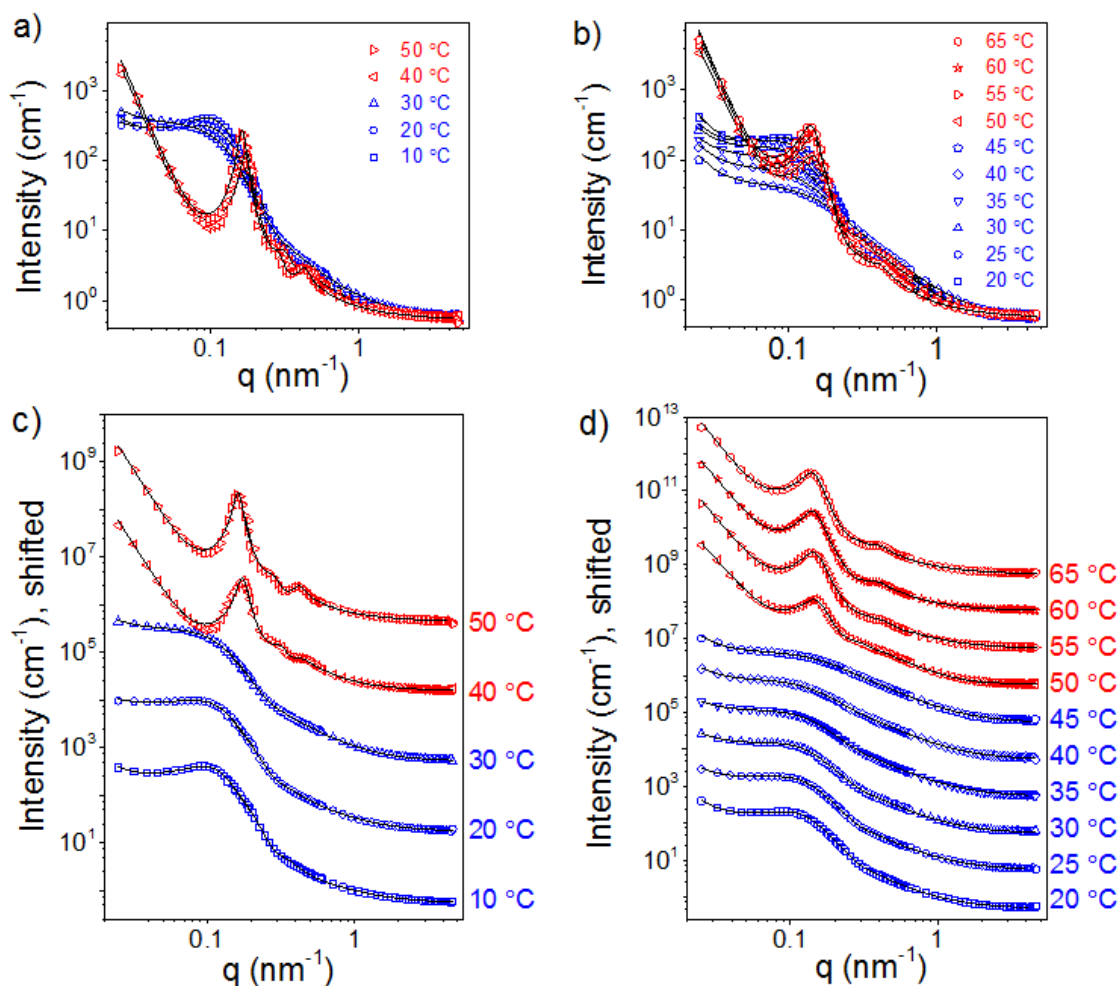 a)
Intensity (cm⁻¹)
10³
10²
10¹
10⁰
0.1 1
q (nm⁻¹)
50 °C
40 °C
30 °C
20 °C
10 °C
b)
Intensity (cm⁻¹)
10³
10²
10¹
10⁰
0.1 1
q (nm⁻¹)
65 °C
60 °C
55 °C
50 °C
45 °C
40 °C
35 °C
30 °C
25 °C
20 °C
c)
Intensity (cm⁻¹), shifted
10⁹
10⁷
10⁵
10³
10¹
0.1 1
q (nm⁻¹)
50 °C
40 °C
30 °C
20 °C
10 °C
d)
Intensity (cm⁻¹), shifted
10¹³
10¹¹
10⁹
10⁷
10⁵
10³
10¹
0.1 1
q (nm⁻¹)
65 °C
60 °C
55 °C
50 °C
45 °C
40 °C
35 °C
30 °C
25 °C
20 °C